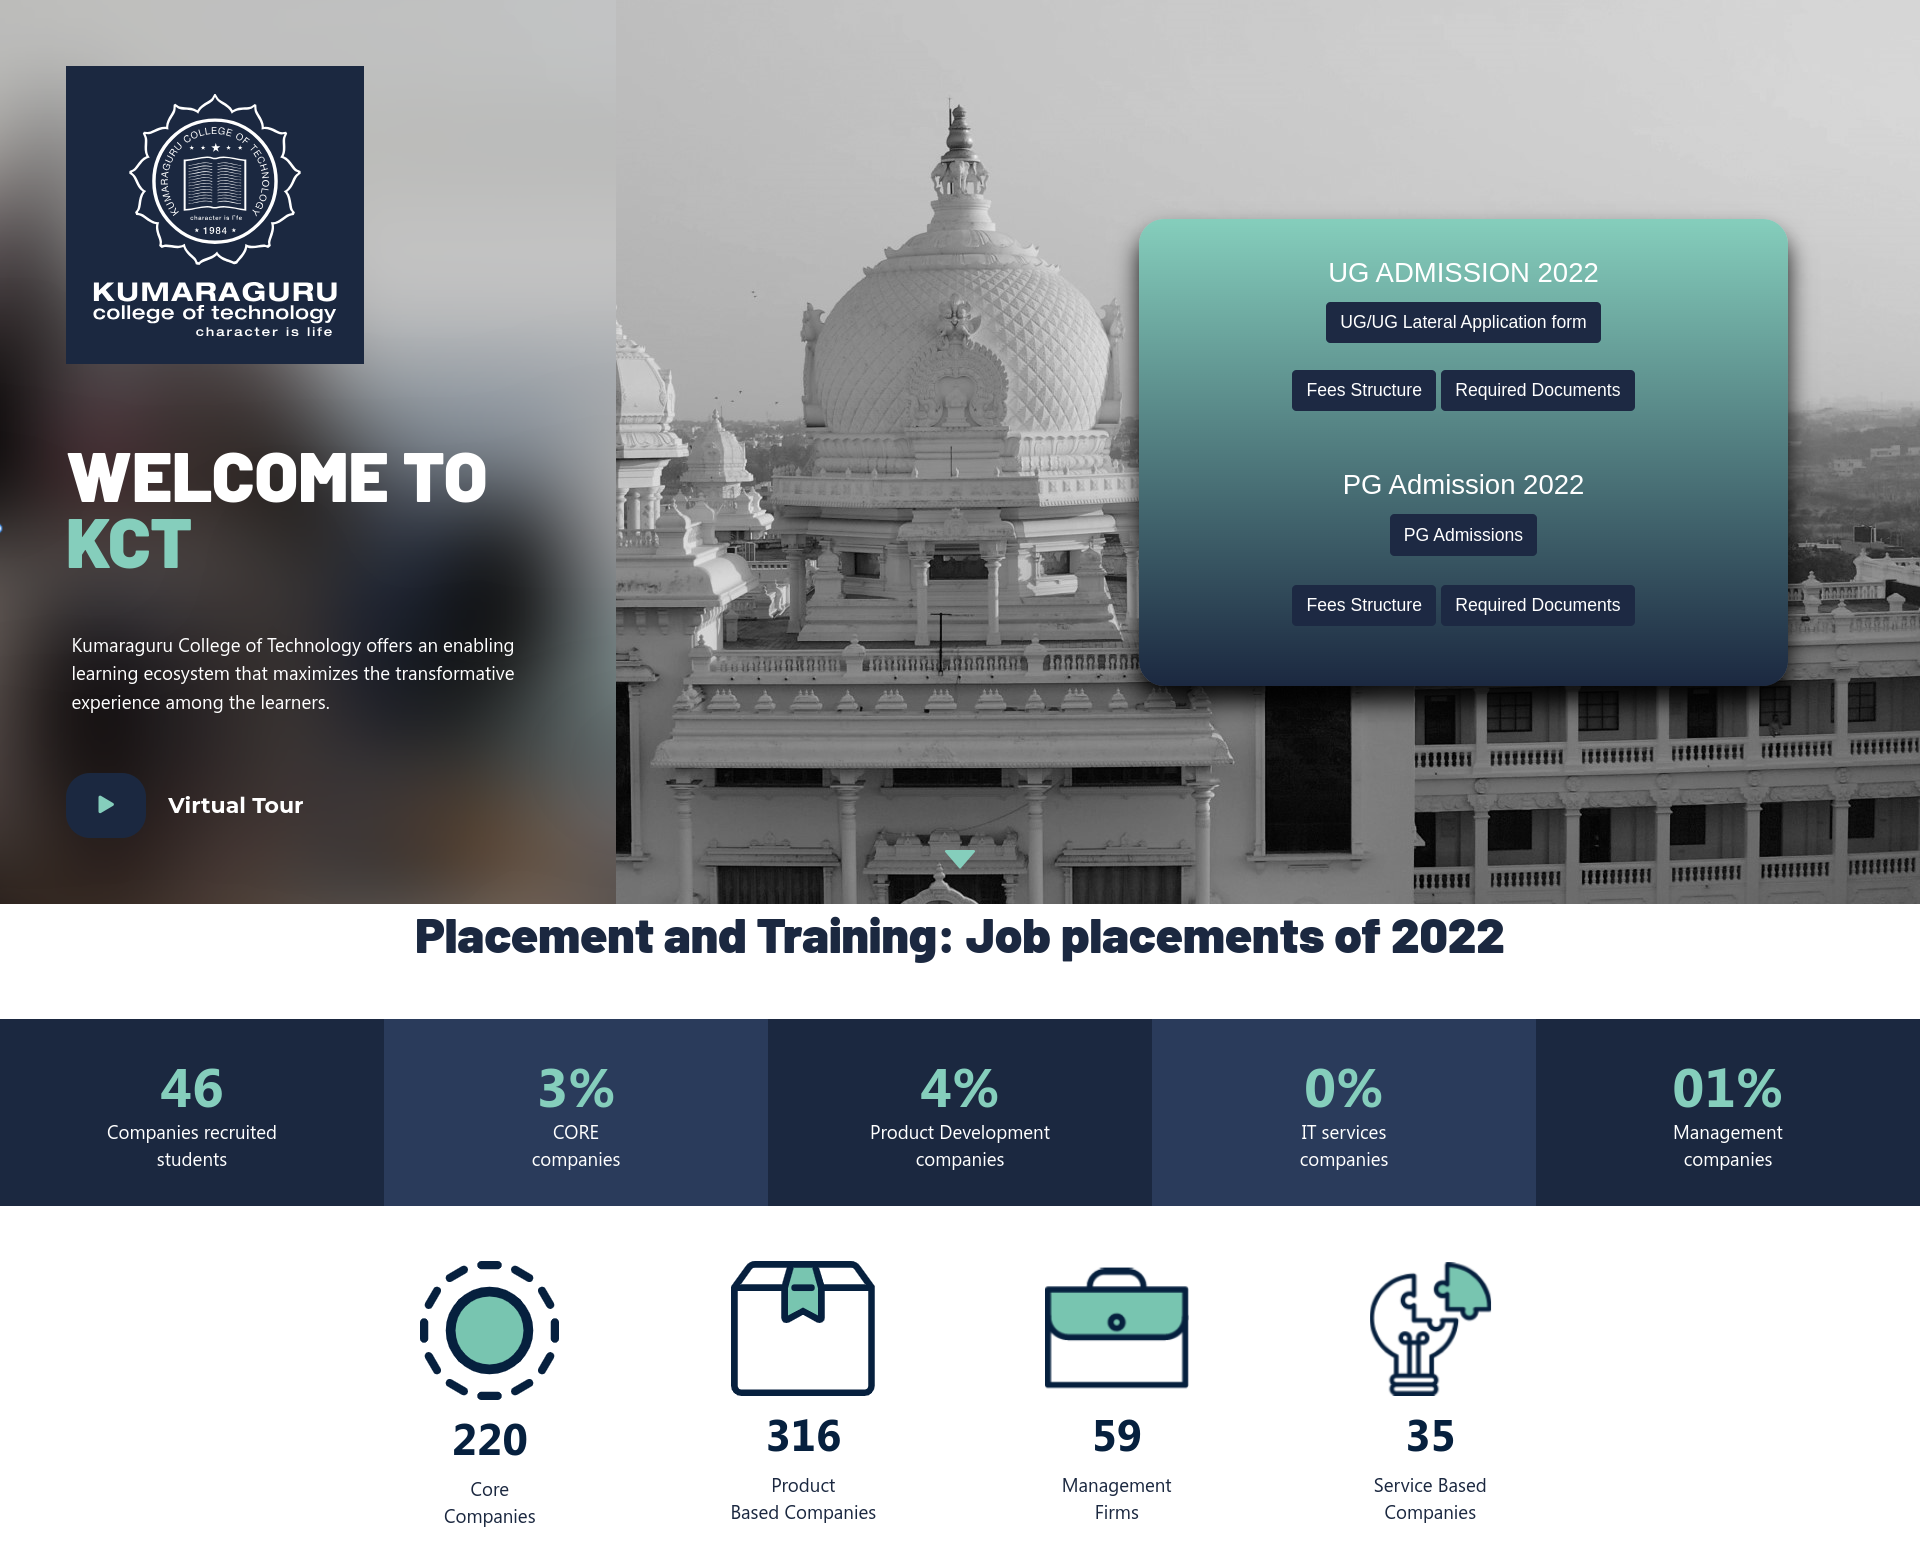 KUMARAGURU COLLEGE OF TECHNOLOGY
character is life
1984
KUMARAGURU
college of technology
character is life
WELCOME TO
KCT
Kumaraguru College of Technology offers an enabling
learning ecosystem that maximizes the transformative
experience among the learners.
Virtual Tour
UG ADMISSION 2022
UG/UG Lateral Application form
Fees Structure Required Documents
PG Admission 2022
PG Admissions
Fees Structure Required Documents
Placement and Training: Job placements of 2022
46
Companies recruited
students
3%
CORE
companies
4%
Product Development
companies
0%
IT services
companies
01%
Management
companies
220
Core
Companies
316
Product
Based Companies
59
Management
Firms
35
Service Based
Companies